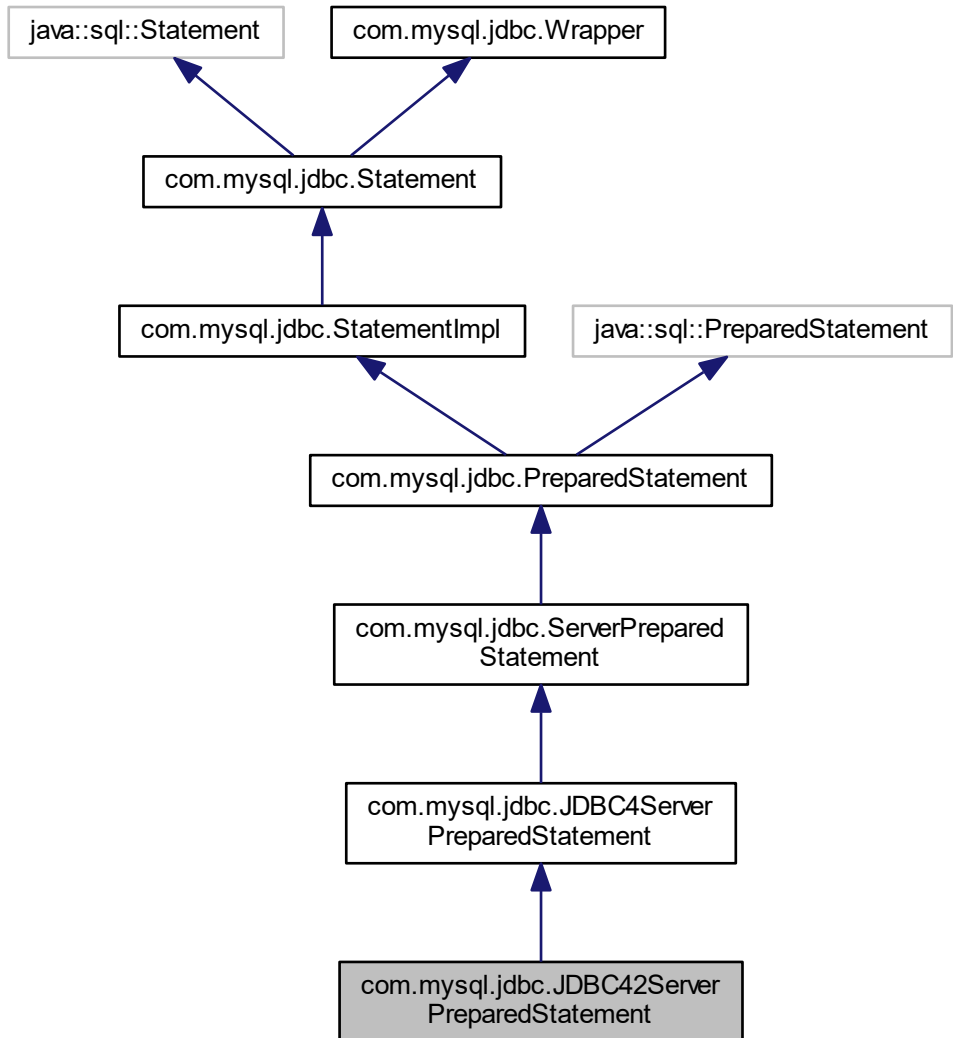 java::sql::Statement
com.mysql.jdbc.Wrapper
com.mysql.jdbc.Statement
com.mysql.jdbc.StatementImpl
java::sql::PreparedStatement
com.mysql.jdbc.PreparedStatement
com.mysql.jdbc.ServerPrepared
Statement
com.mysql.jdbc.JDBC4Server
PreparedStatement
com.mysql.jdbc.JDBC42Server
PreparedStatement